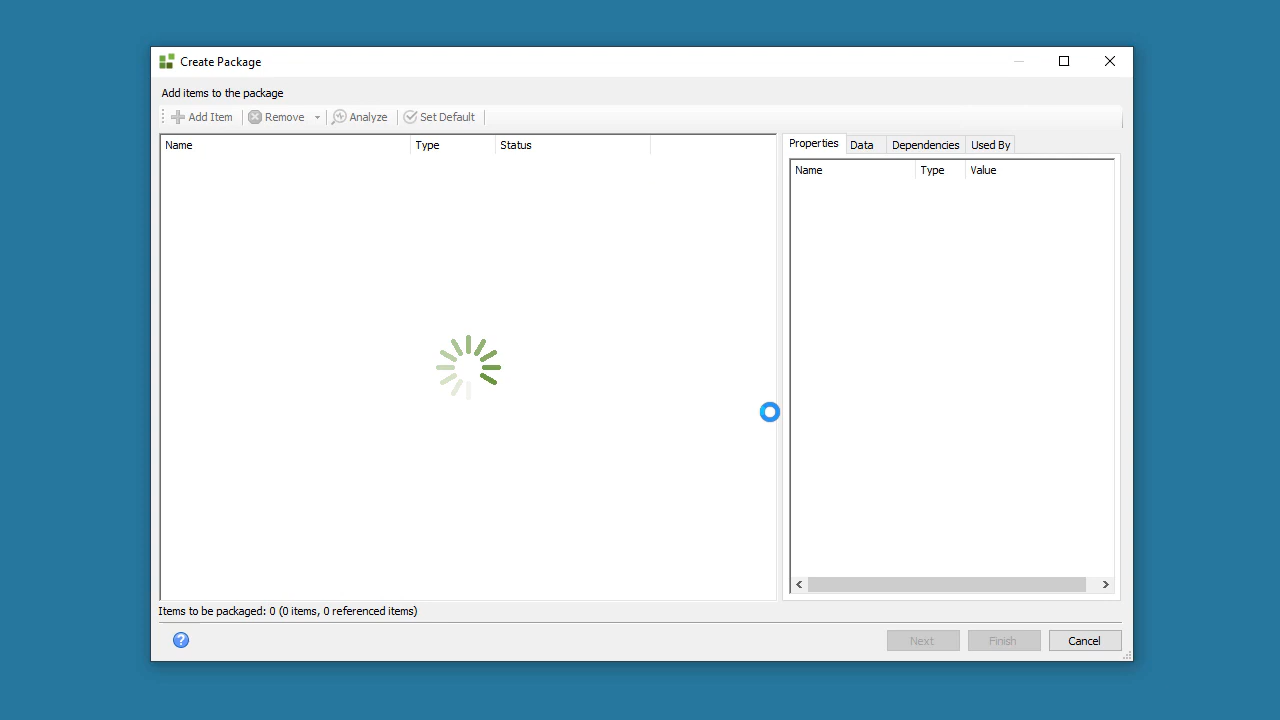 Create Package
Add items to the package
Add Item Remove Analyze Set Default
Name Type Status
Properties Data Dependencies Used By
Name Type Value
Items to be packaged: 0 (0 items, 0 referenced items)
?
Next Finish Cancel